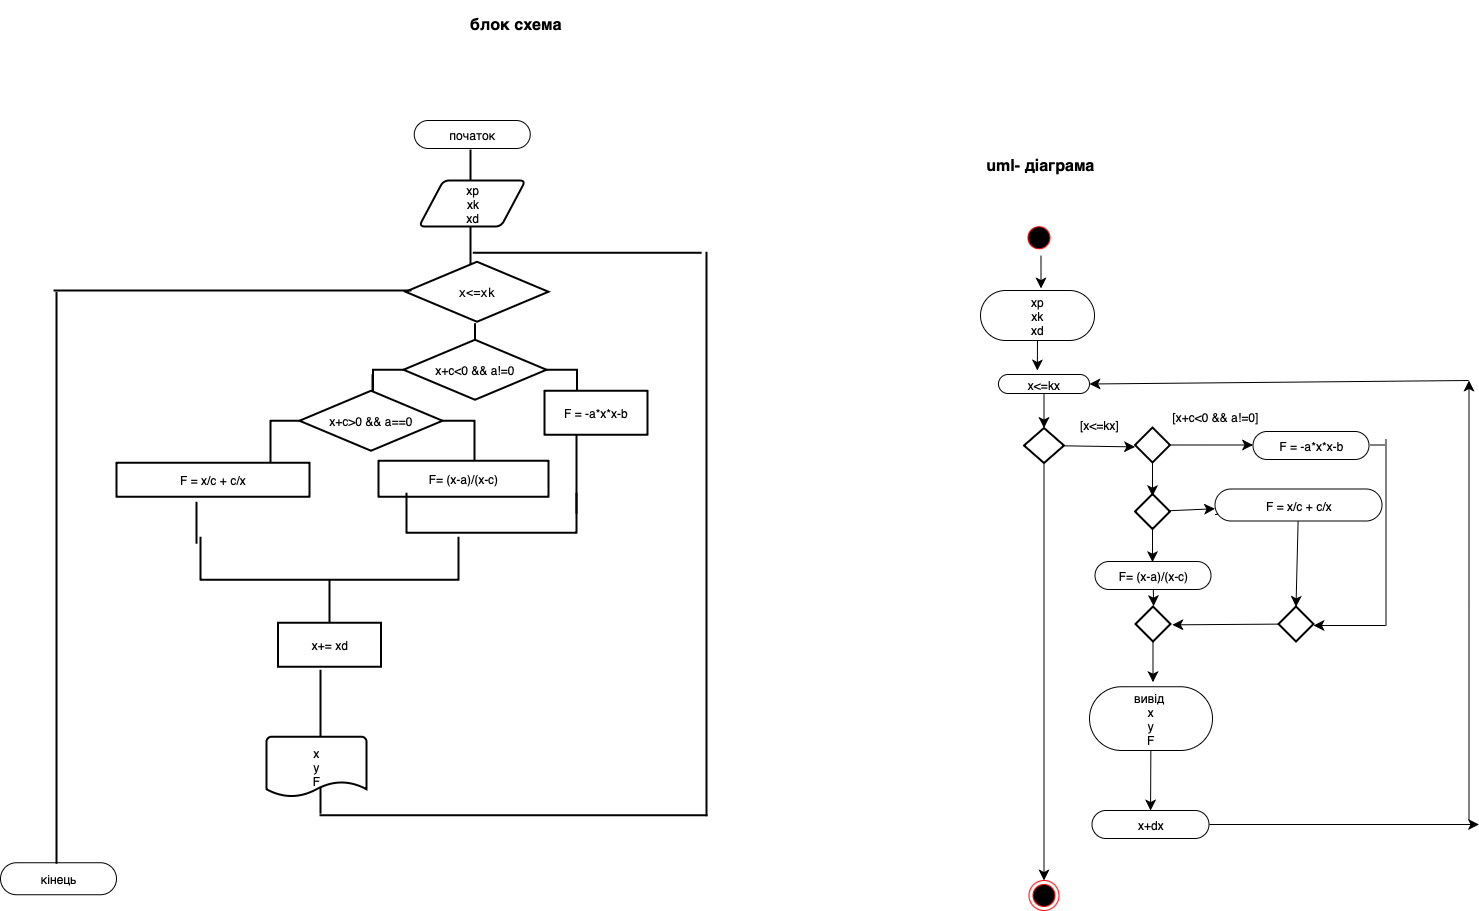 блок схема
початок
xp
xk
xd
x<=xk
x+c<0 && a!=0
x+c>0 && a==0
F = -a*x*x-b
F = x/c + c/x
F= (x-a)/(x-c)
x+= xd
x
y
F
кінець
uml- діаграма
xp
xk
xd
x<=kx
[x<=kx]
[x+c<0 && a!=0]
F = -a*x*x-b
F = x/c + c/x
F= (x-a)/(x-c)
вивід
x
y
F
x+dx